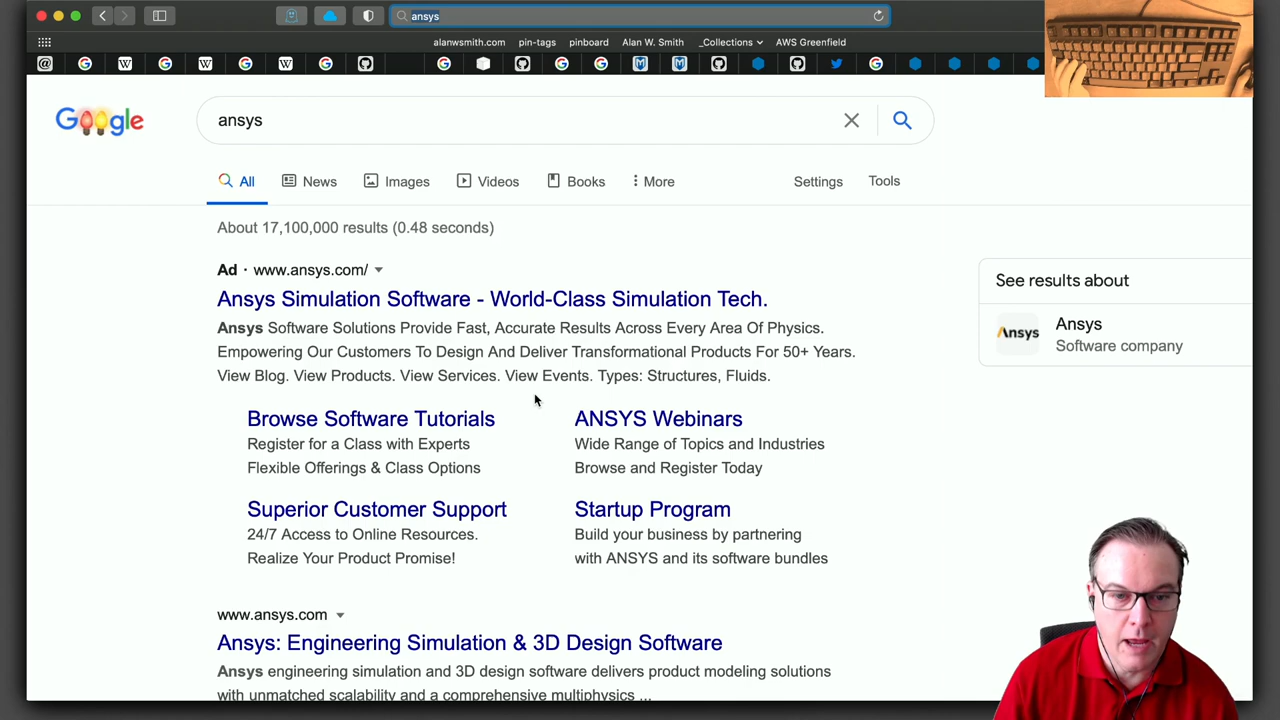 ansys
alanwsmith.com pin-tags pinboard Alan W. Smith _Collections AWS Greenfield
Google
ansys
All News Images Videos Books More Settings Tools
About 17,100,000 results (0.48 seconds)
Ad · www.ansys.com/
Ansys Simulation Software - World-Class Simulation Tech.
Ansys Software Solutions Provide Fast, Accurate Results Across Every Area Of Physics.
Empowering Our Customers To Design And Deliver Transformational Products For 50+ Years.
View Blog. View Products. View Services. View Events. Types: Structures, Fluids.
Browse Software Tutorials
Register for a Class with Experts
Flexible Offerings & Class Options
ANSYS Webinars
Wide Range of Topics and Industries
Browse and Register Today
Superior Customer Support
24/7 Access to Online Resources.
Realize Your Product Promise!
Startup Program
Build your business by partnering
with ANSYS and its software bundles
www.ansys.com
Ansys: Engineering Simulation & 3D Design Software
Ansys engineering simulation and 3D design software delivers product modeling solutions
with unmatched scalability and a comprehensive multiphysics ...
See results about
Ansys
Ansys
Software company